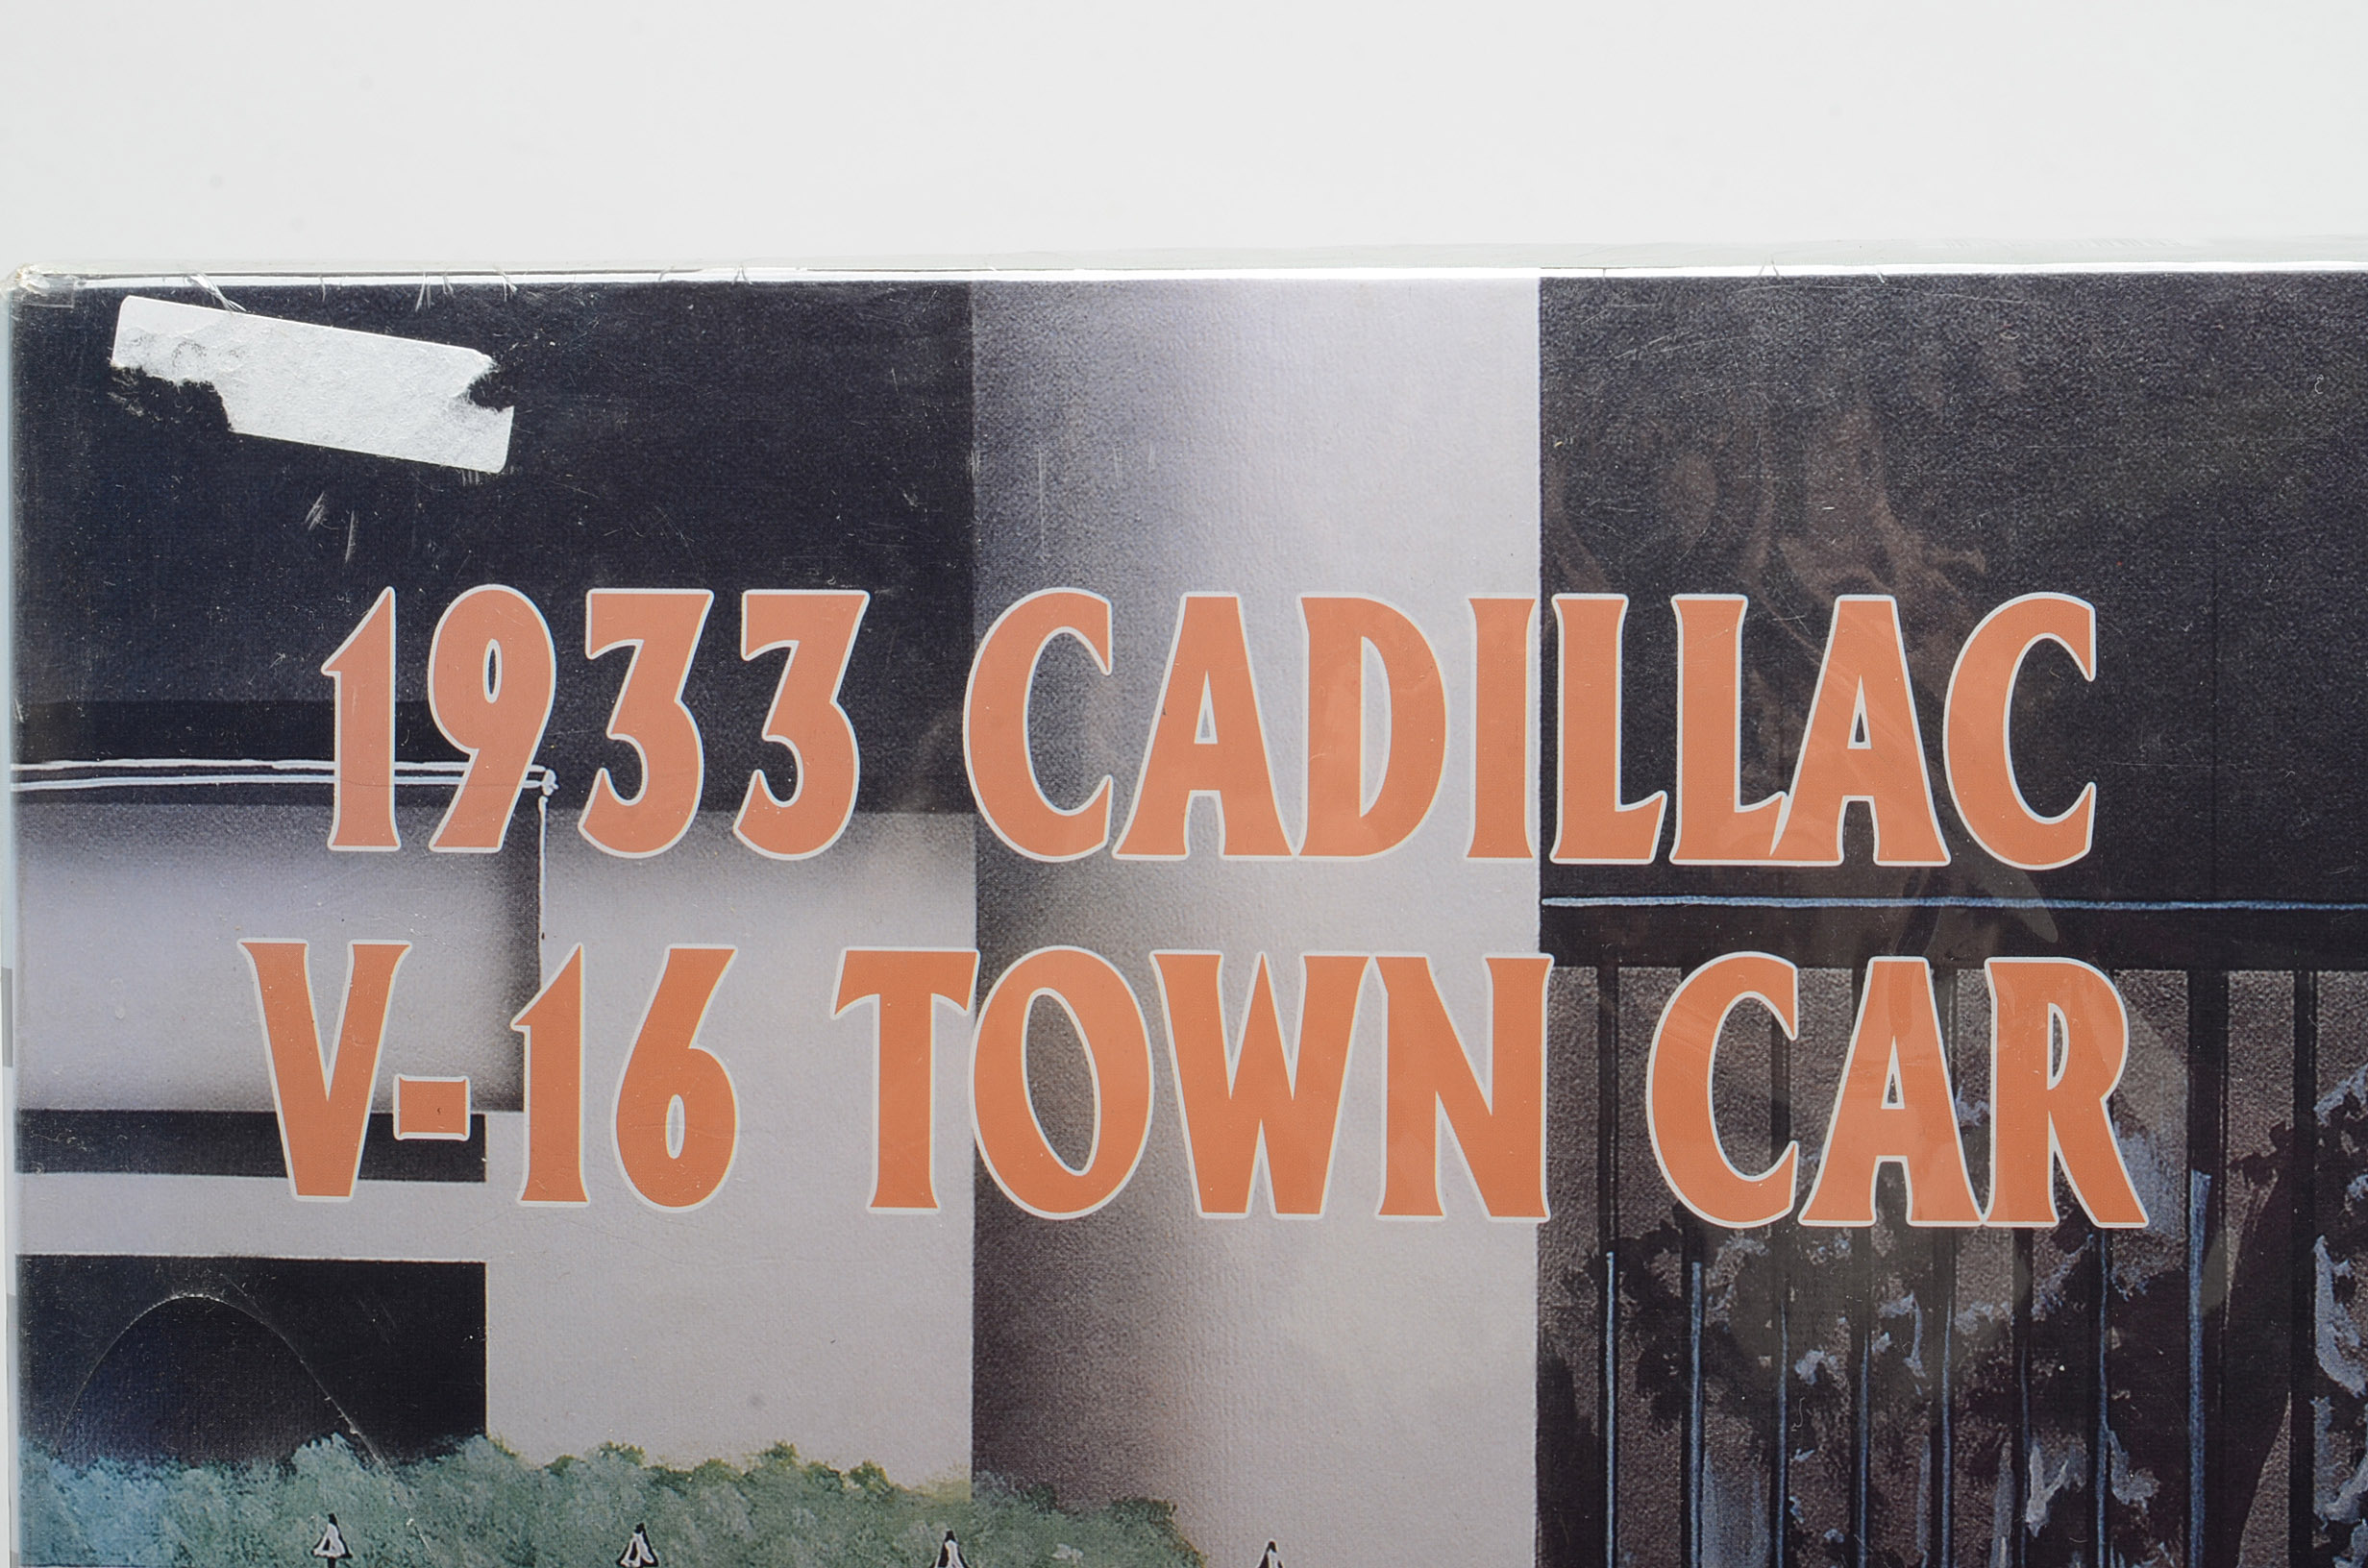 1933 CADILLAC
V-16 TOWN CAR